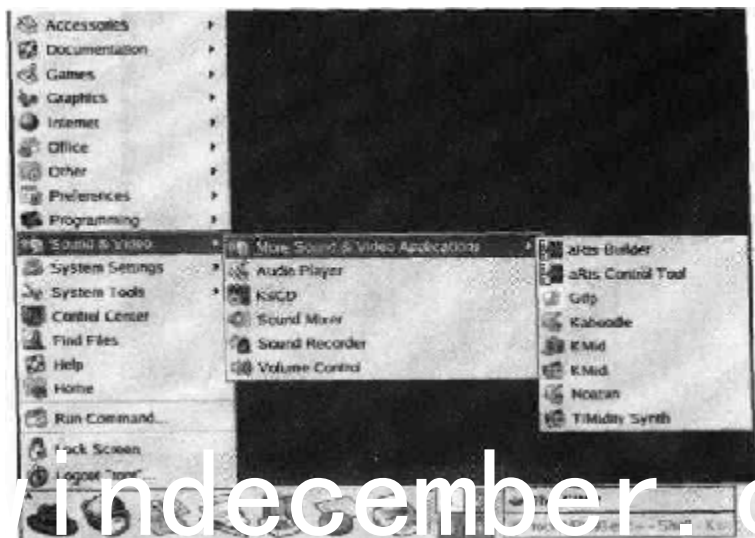 Accessories
Documentation
Games
Graphics
Internet
Office
Other
Preferences
Programming
Sound & Video
System Settings
System Tools
Control Center
Find Files
Help
Home
Run Command...
Lock Screen
Logout "root"...
More Sound & Video Applications
Audio Player
KsCD
Sound Mixer
Sound Recorder
Volume Control
aRts Builder
aRts Control Tool
Kaboodle
KMid
KMid
Noatun
TiMidity Synth
windecember.